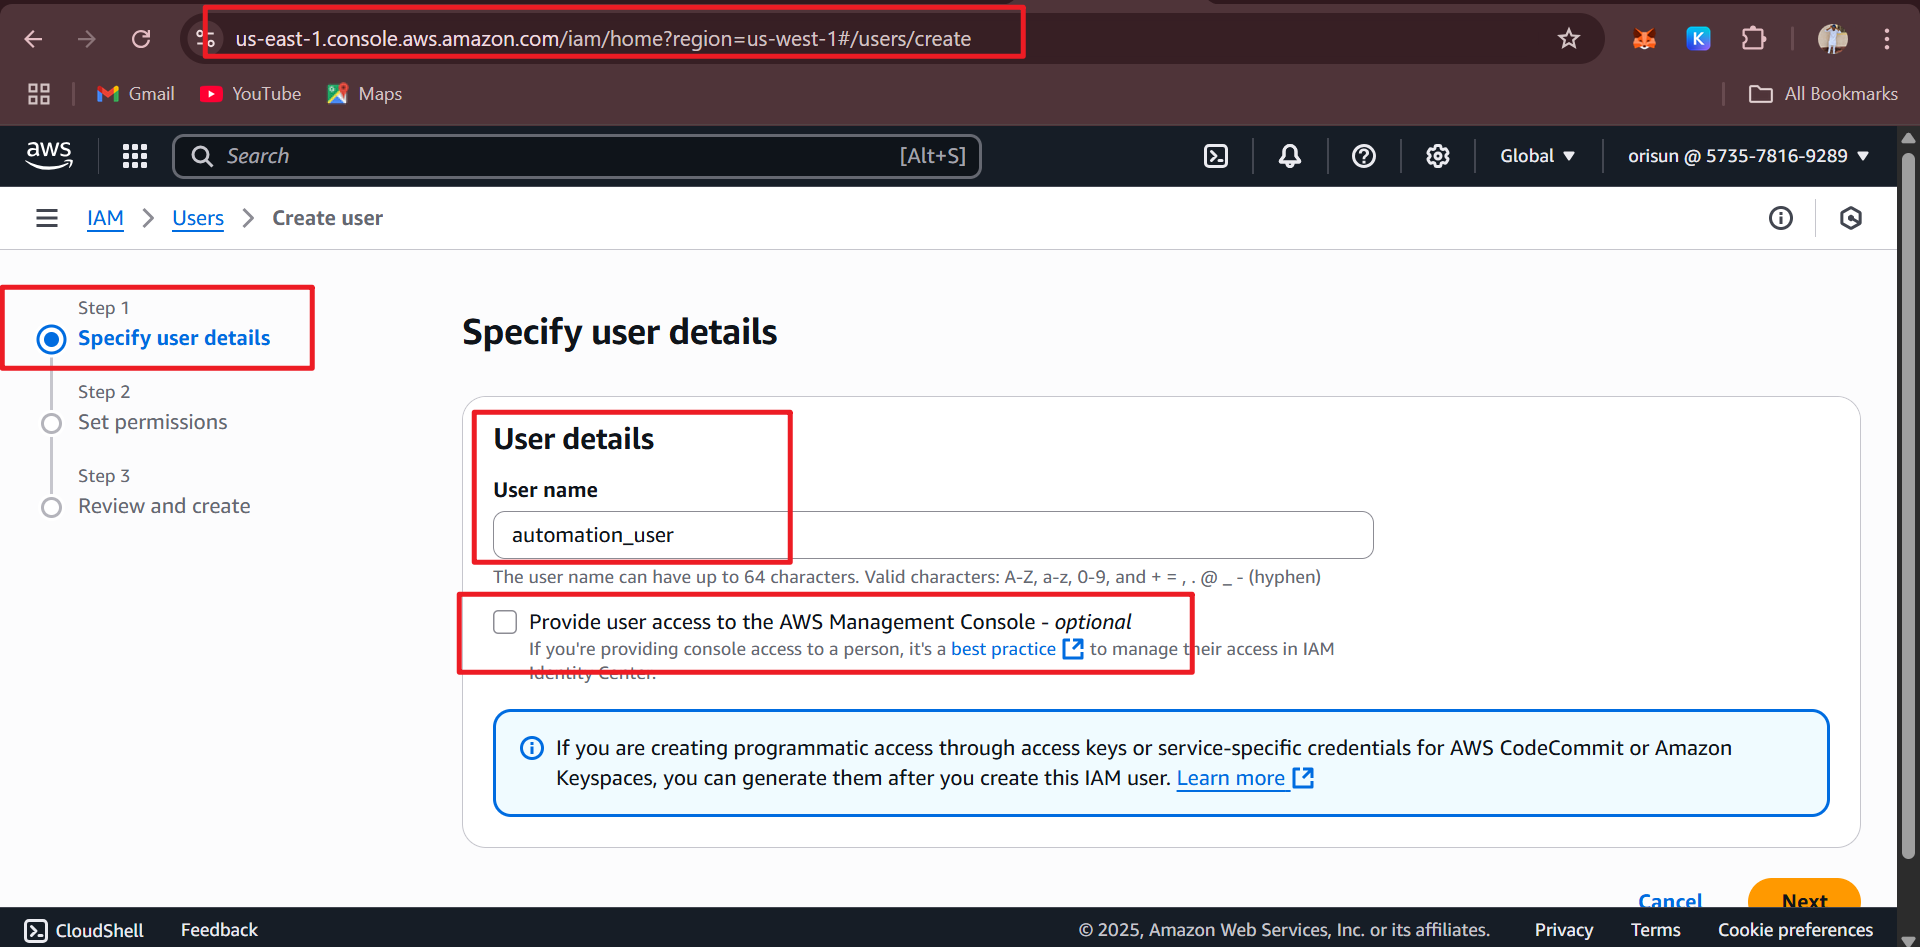 us-east-1.console.aws.amazon.com/iam/home?region=us-west-1#/users/create
K
Gmail
YouTube
Maps
All Bookmarks
aws
Search
[Alt+S]
Global
orisun @ 5735-7816-9289
IAM
Users
Create user
Step 1
Specify user details
Step 2
Set permissions
Step 3
Review and create
Specify user details
User details
User name
automation_user
The user name can have up to 64 characters. Valid characters: A-Z, a-z, 0-9, and + = , . @ _ - (hyphen)
Provide user access to the AWS Management Console - optional
If you're providing console access to a person, it's a best practice to manage their access in IAM
Identity Center.
If you are creating programmatic access through access keys or service-specific credentials for AWS CodeCommit or Amazon
Keyspaces, you can generate them after you create this IAM user. Learn more
Cancel
Next
CloudShell
Feedback
© 2025, Amazon Web Services, Inc. or its affiliates.
Privacy
Terms
Cookie preferences